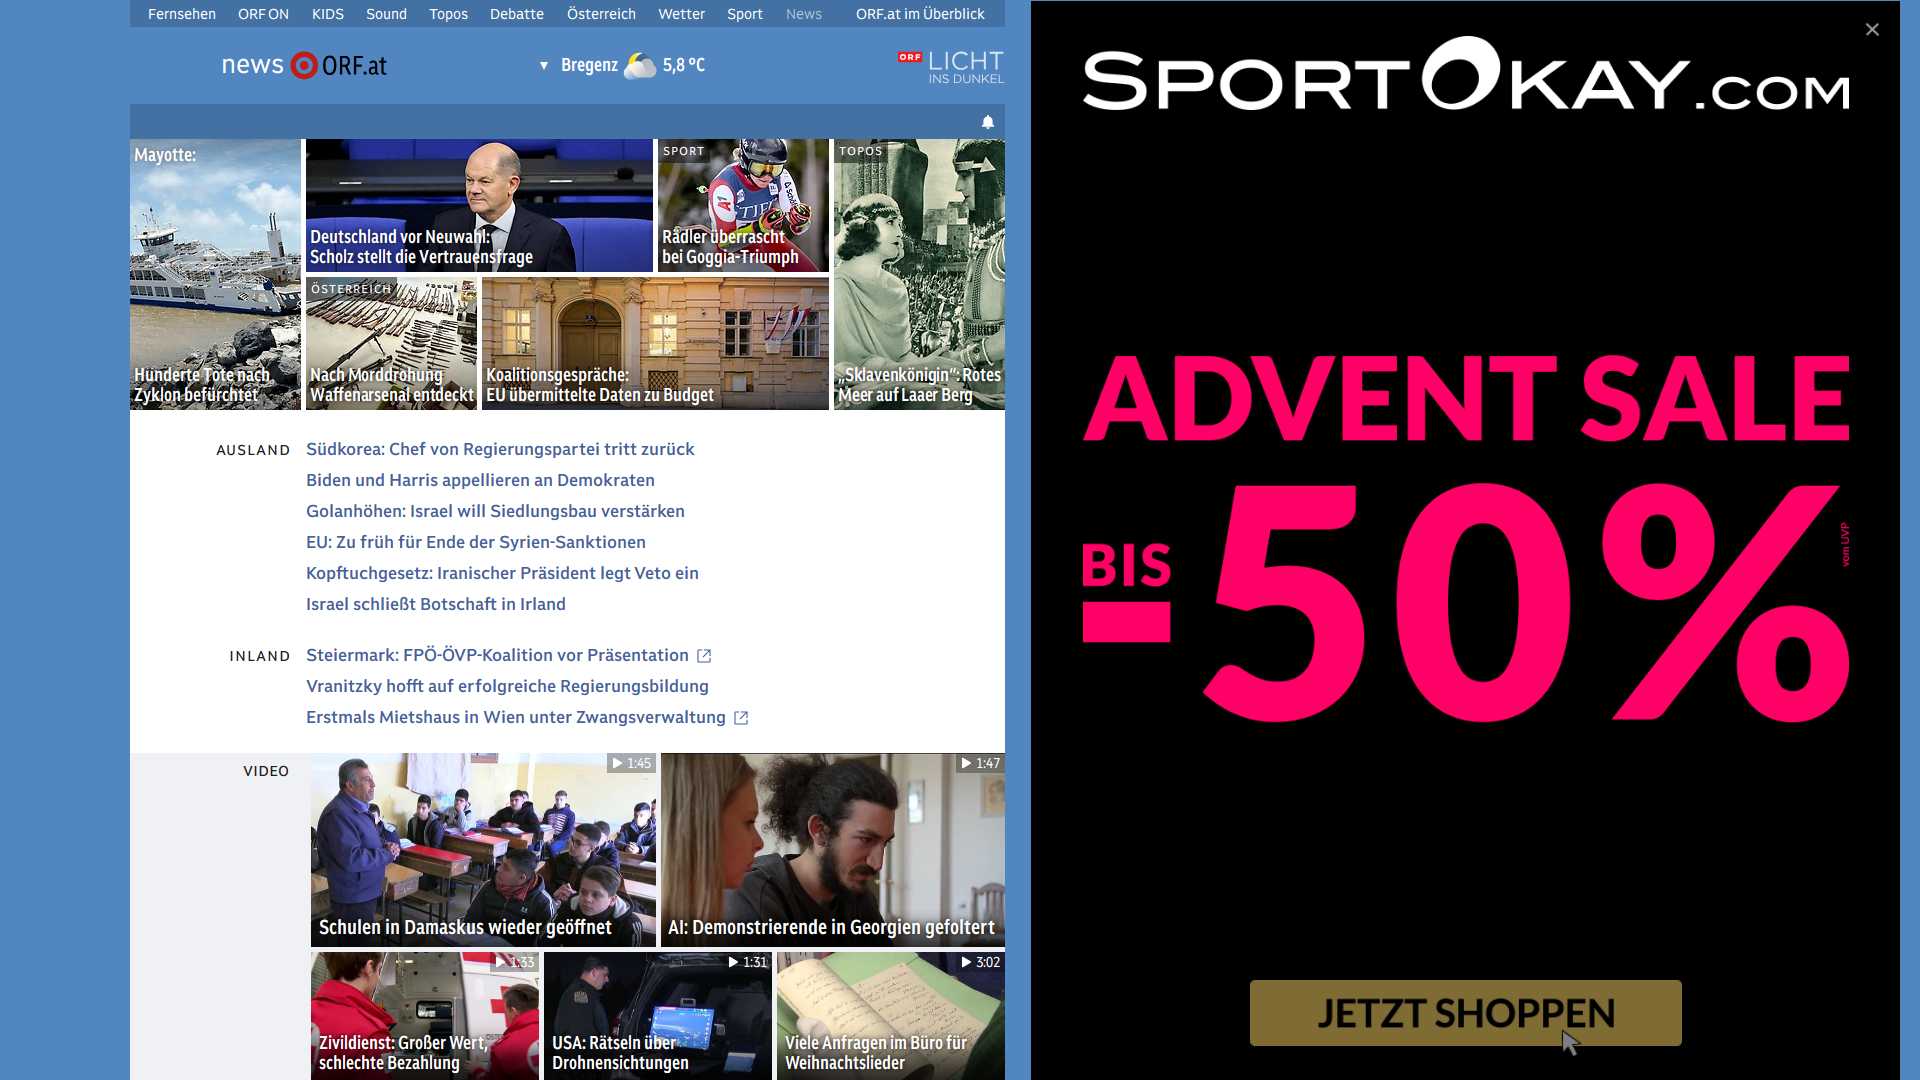 Fernsehen ORF ON KIDS Sound Topos Debatte Österreich Wetter Sport News ORF.at im Überblick
news ORF.at
▼ Bregenz 5,8 °C
ORF LICHT
INS DUNKEL
Mayotte:
Hunderte Tote nach
Zyklon befürchtet
Deutschland vor Neuwahl:
Scholz stellt die Vertrauensfrage
SPORT
Rädler überrascht
bei Goggia-Triumph
TOPOS
„Sklavenkönigin“: Rotes
Meer auf Laaer Berg
ÖSTERREICH
Nach Morddrohung
Waffenarsenal entdeckt
Koalitionsgespräche:
EU übermittelte Daten zu Budget
AUSLAND
Südkorea: Chef von Regierungspartei tritt zurück
Biden und Harris appellieren an Demokraten
Golanhöhen: Israel will Siedlungsbau verstärken
EU: Zu früh für Ende der Syrien-Sanktionen
Kopftuchgesetz: Iranischer Präsident legt Veto ein
Israel schließt Botschaft in Irland
INLAND
Steiermark: FPÖ-ÖVP-Koalition vor Präsentation
Vranitzky hofft auf erfolgreiche Regierungsbildung
Erstmals Mietshaus in Wien unter Zwangsverwaltung
VIDEO
1:45
Schulen in Damaskus wieder geöffnet
1:47
AI: Demonstrierende in Georgien gefoltert
1:33
Zivildienst: Großer Wert,
schlechte Bezahlung
1:31
USA: Rätseln über
Drohnensichtungen
3:02
Viele Anfragen im Büro für
Weihnachtslieder
SPORTOKAY.COM
ADVENT SALE
BIS
-50%
vom UVP
JETZT SHOPPEN